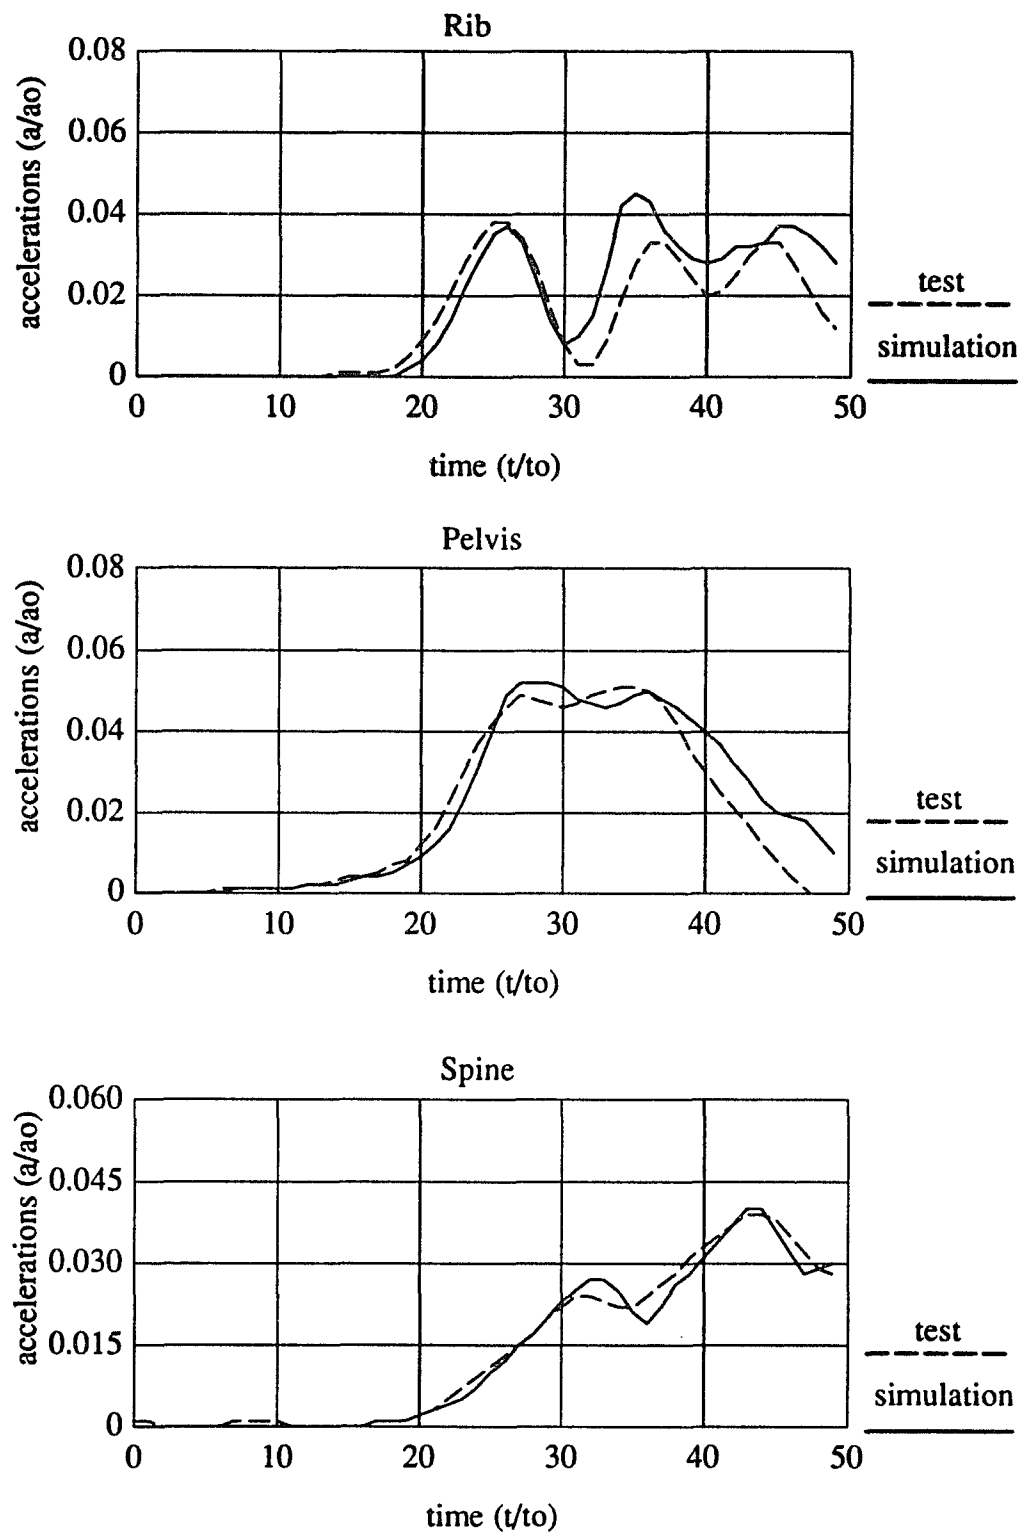 Rib
accelerations (a/ao)
0.08
0.06
0.04
0.02
0
0 10 20 30 40 50
time (t/to)
test
simulation
Pelvis
accelerations (a/ao)
0.08
0.06
0.04
0.02
0
0 10 20 30 40 50
time (t/to)
test
simulation
Spine
accelerations (a/ao)
0.060
0.045
0.030
0.015
0
0 10 20 30 40 50
time (t/to)
test
simulation